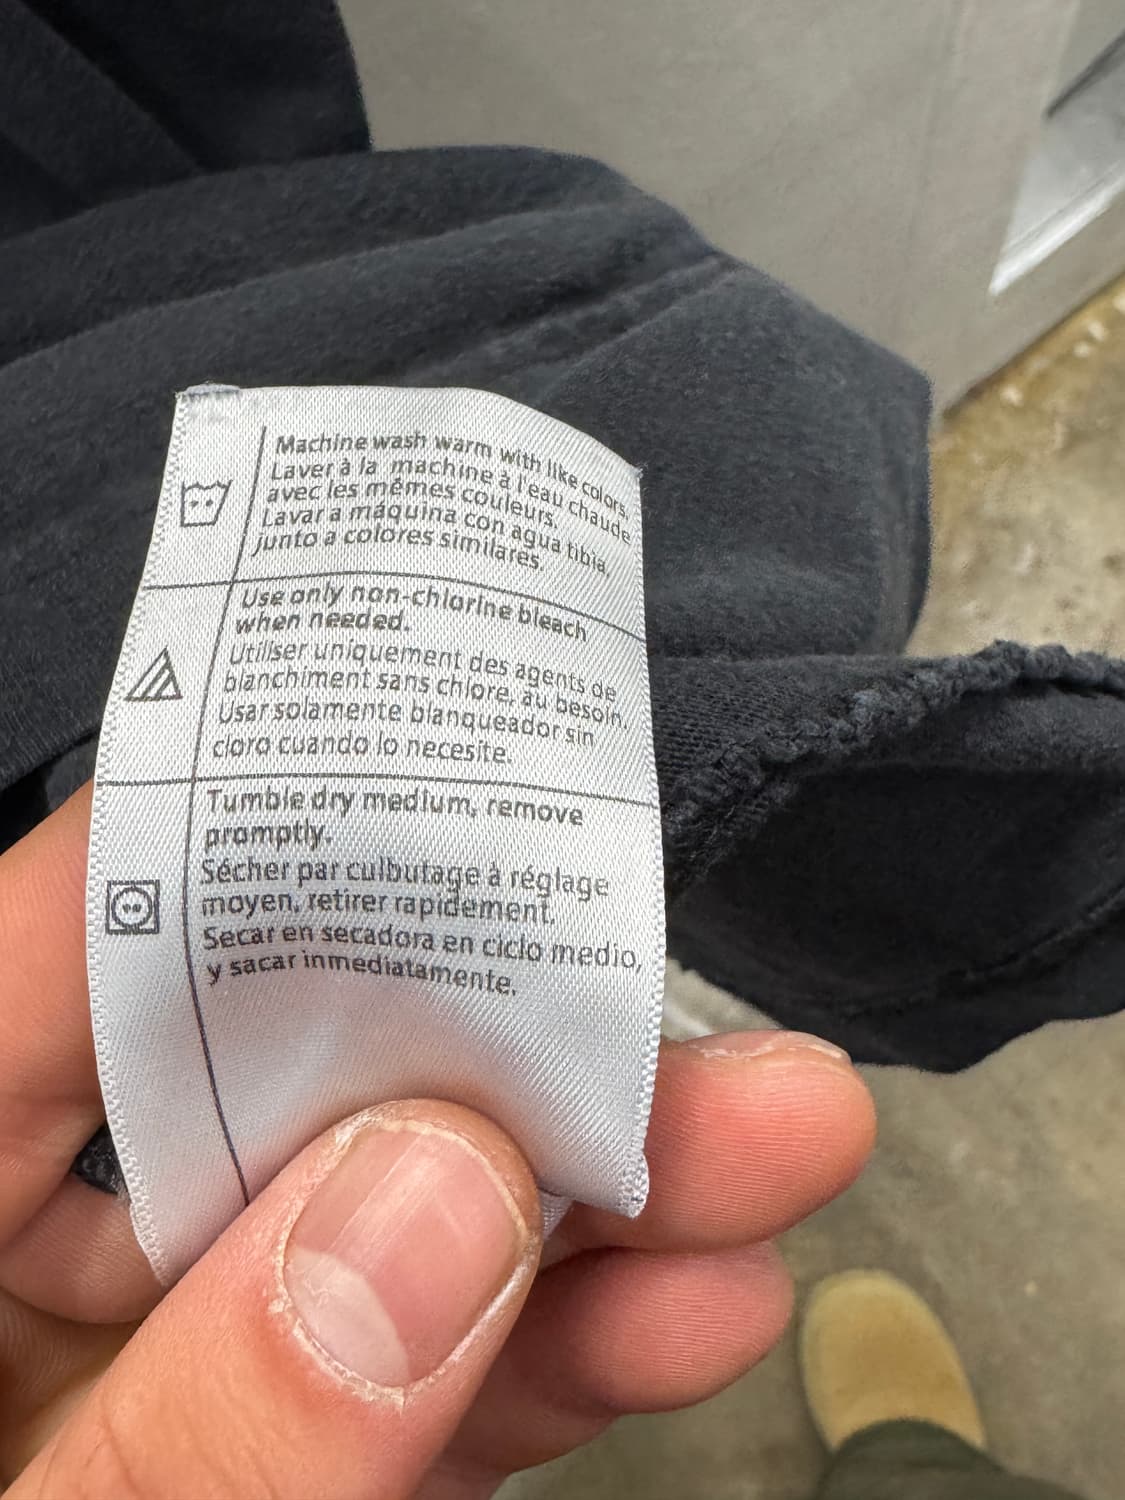 Machine wash warm with like colors.
Laver à la machine à l'eau chaude
avec les mêmes couleurs.
Lavar a máquina con agua tibia,
junto a colores similares.
Use only non-chlorine bleach
when needed.
Utiliser uniquement des agents de
blanchiment sans chlore, au besoin.
Usar solamente blanqueador sin
cloro cuando lo necesite.
Tumble dry medium, remove
promptly.
Sécher par culbutage à réglage
moyen, retirer rapidement.
Secar en secadora en ciclo medio,
y sacar inmediatamente.